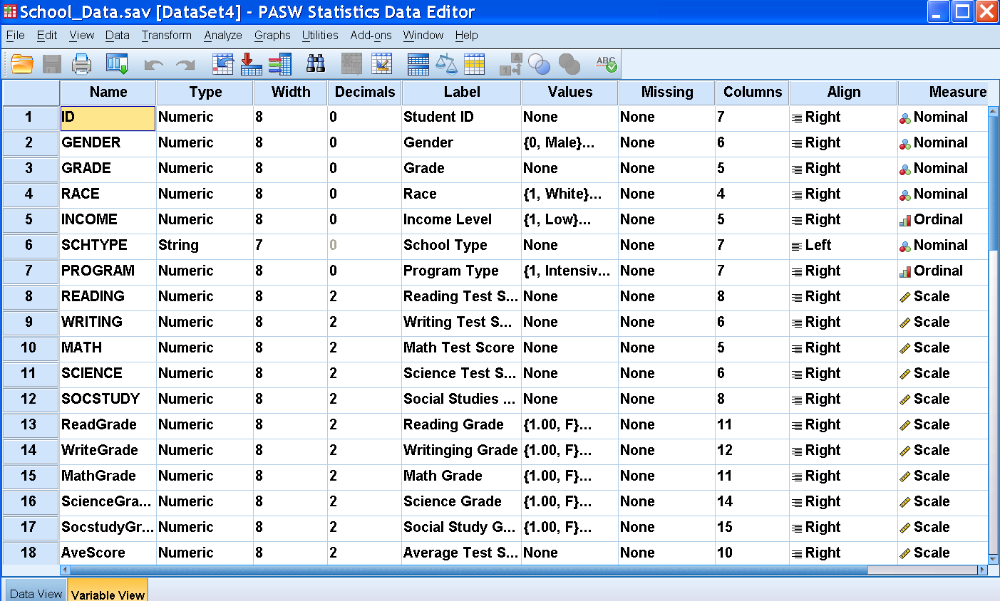 School_Data.sav [DataSet4] - PASW Statistics Data Editor
File Edit View Data Transform Analyze Graphs Utilities Add-ons Window Help
A 1 ABC
Name Type Width Decimals Label Values Missing Columns Align Measure
1 ID Numeric 8 0 Student ID None None 7 Right Nominal
2 GENDER Numeric 8 0 Gender {0, Male}... None 6 Right Nominal
3 GRADE Numeric 8 0 Grade None None 5 Right Nominal
4 RACE Numeric 8 0 Race {1, White}... None 4 Right Nominal
5 INCOME Numeric 8 0 Income Level {1, Low}... None 5 Right Ordinal
6 SCHTYPE String 7 0 School Type None None 7 Left Nominal
7 PROGRAM Numeric 8 0 Program Type {1, Intensiv... None 7 Right Ordinal
8 READING Numeric 8 2 Reading Test S... None None 8 Right Scale
9 WRITING Numeric 8 2 Writing Test S... None None 6 Right Scale
10 MATH Numeric 8 2 Math Test Score None None 5 Right Scale
11 SCIENCE Numeric 8 2 Science Test S... None None 6 Right Scale
12 SOCSTUDY Numeric 8 2 Social Studies ... None None 8 Right Scale
13 ReadGrade Numeric 8 2 Reading Grade {1.00, F}... None 11 Right Scale
14 WriteGrade Numeric 8 2 Writinging Grade {1.00, F}... None 12 Right Scale
15 MathGrade Numeric 8 2 Math Grade {1.00, F}... None 11 Right Scale
16 ScienceGra... Numeric 8 2 Science Grade {1.00, F}... None 14 Right Scale
17 SocstudyGr... Numeric 8 2 Social Study G... {1.00, F}... None 15 Right Scale
18 AveScore Numeric 8 2 Average Test S... None None 10 Right Scale
Data View Variable View